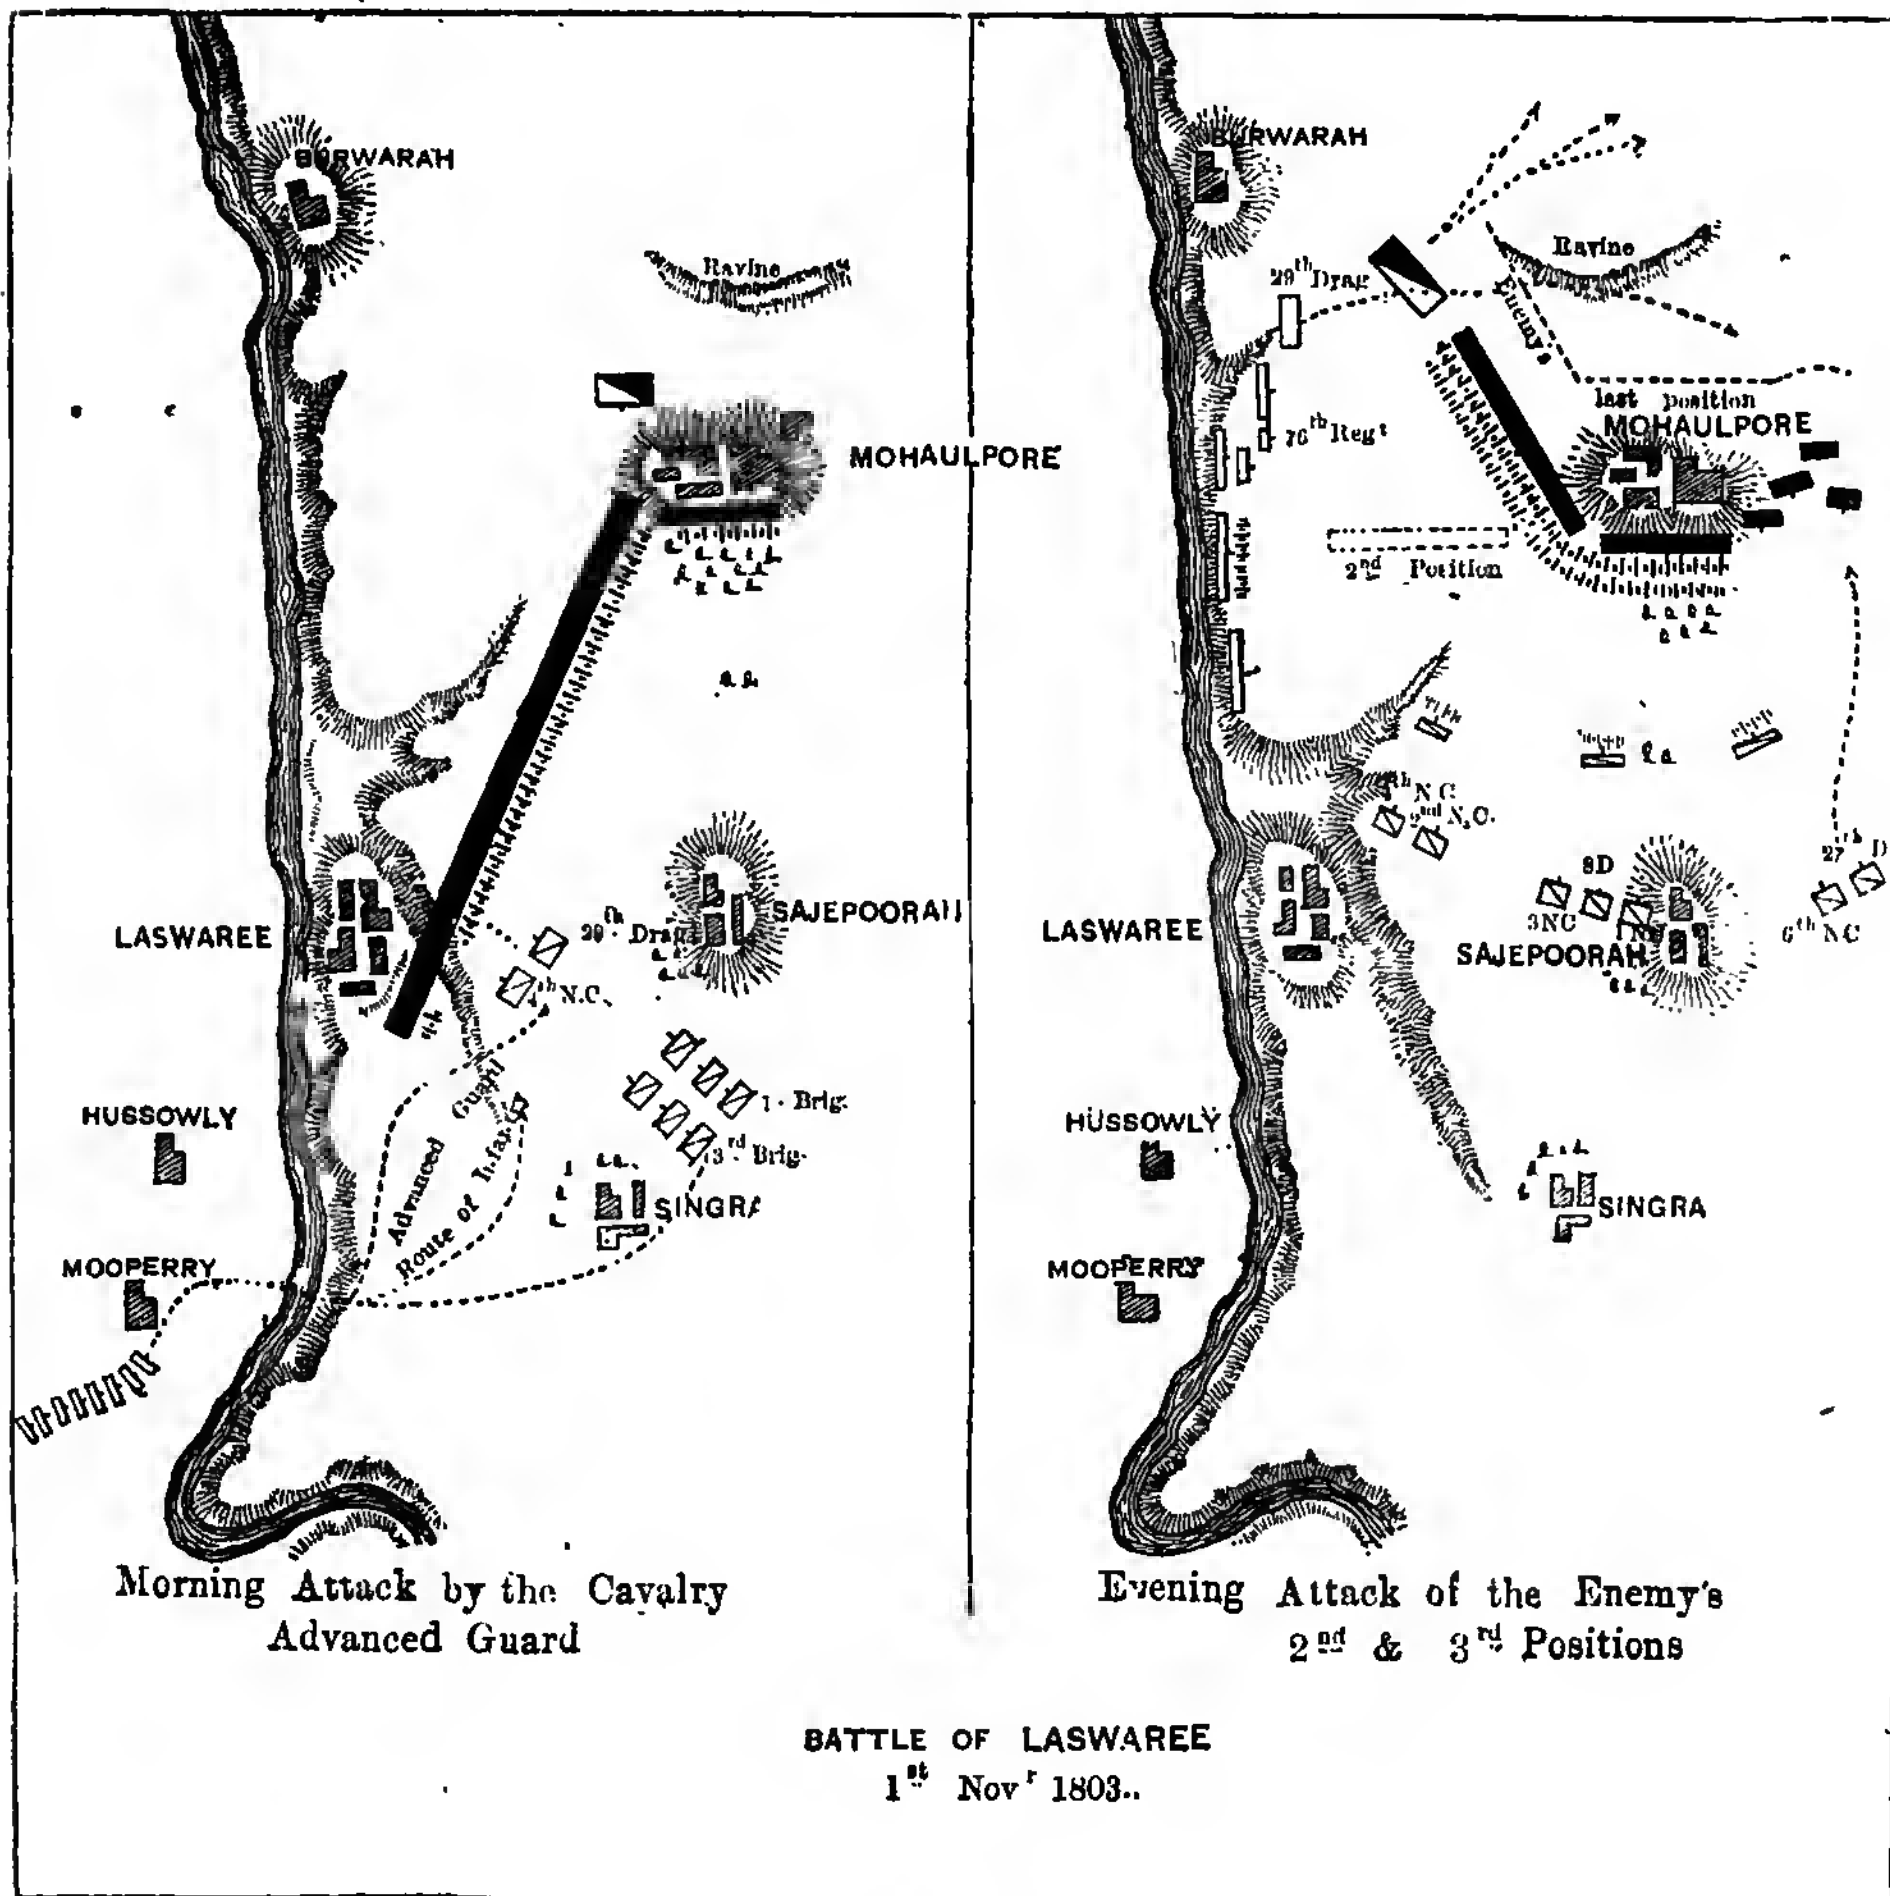 BURWARAH
Ravine
MOHAULPORE
LASWAREE
29th Drag
4th N.C.
SAJEPOORAH
Advanced Guard
Route of Infay
1. Brig.
3rd Brig.
HUSSOWLY
SINGRA
MOOPERRY
Morning Attack by the Cavalry
Advanced Guard
BURWARAH
Ravine
29th Drag
Enemy's
last position
MOHAULPORE
76th Regt
2nd Position
N.C.
2nd N.C.
8D
3NC
27th D
6th NC
LASWAREE
SAJEPOORAH
HUSSOWLY
SINGRA
MOOPERRY
Evening Attack of the Enemy's
2nd & 3rd Positions
BATTLE OF LASWAREE
1st Novr 1803..